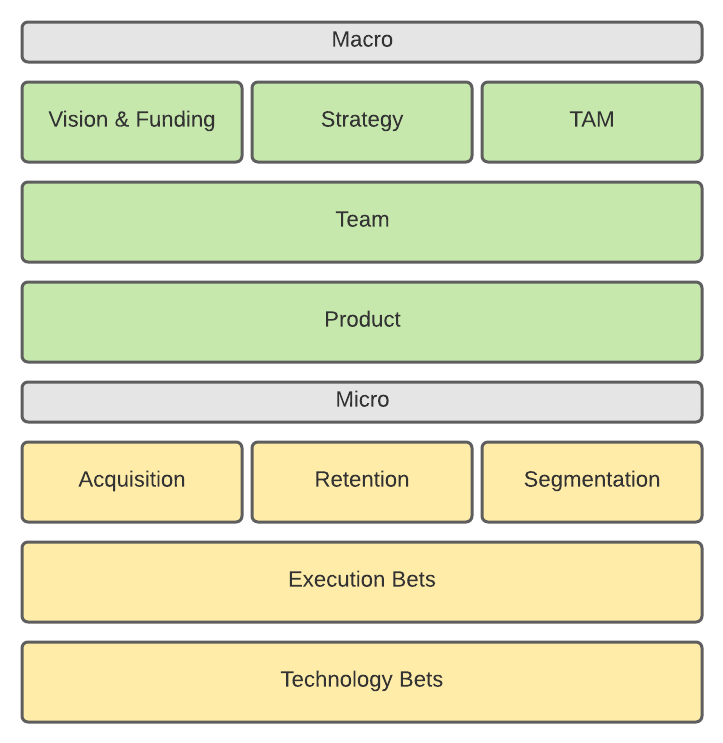 Macro
Vision & Funding
Strategy
TAM
Team
Product
Micro
Acquisition
Retention
Segmentation
Execution Bets
Technology Bets